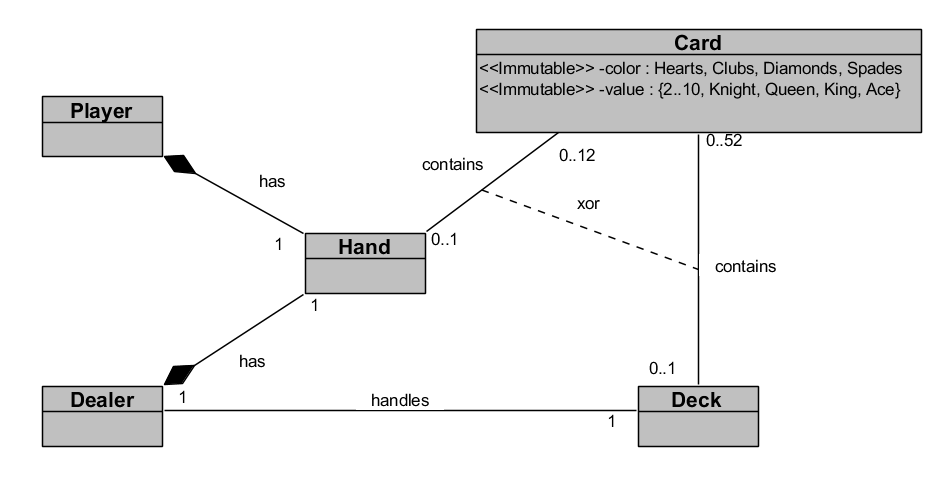 Card
<<Immutable>> -color : Hearts, Clubs, Diamonds, Spades
<<Immutable>> -value : {2..10, Knight, Queen, King, Ace}
Player
0..52
contains
0..12
has
xor
1
0..1
Hand
contains
1
has
0..1
Dealer
1
handles
Deck
1